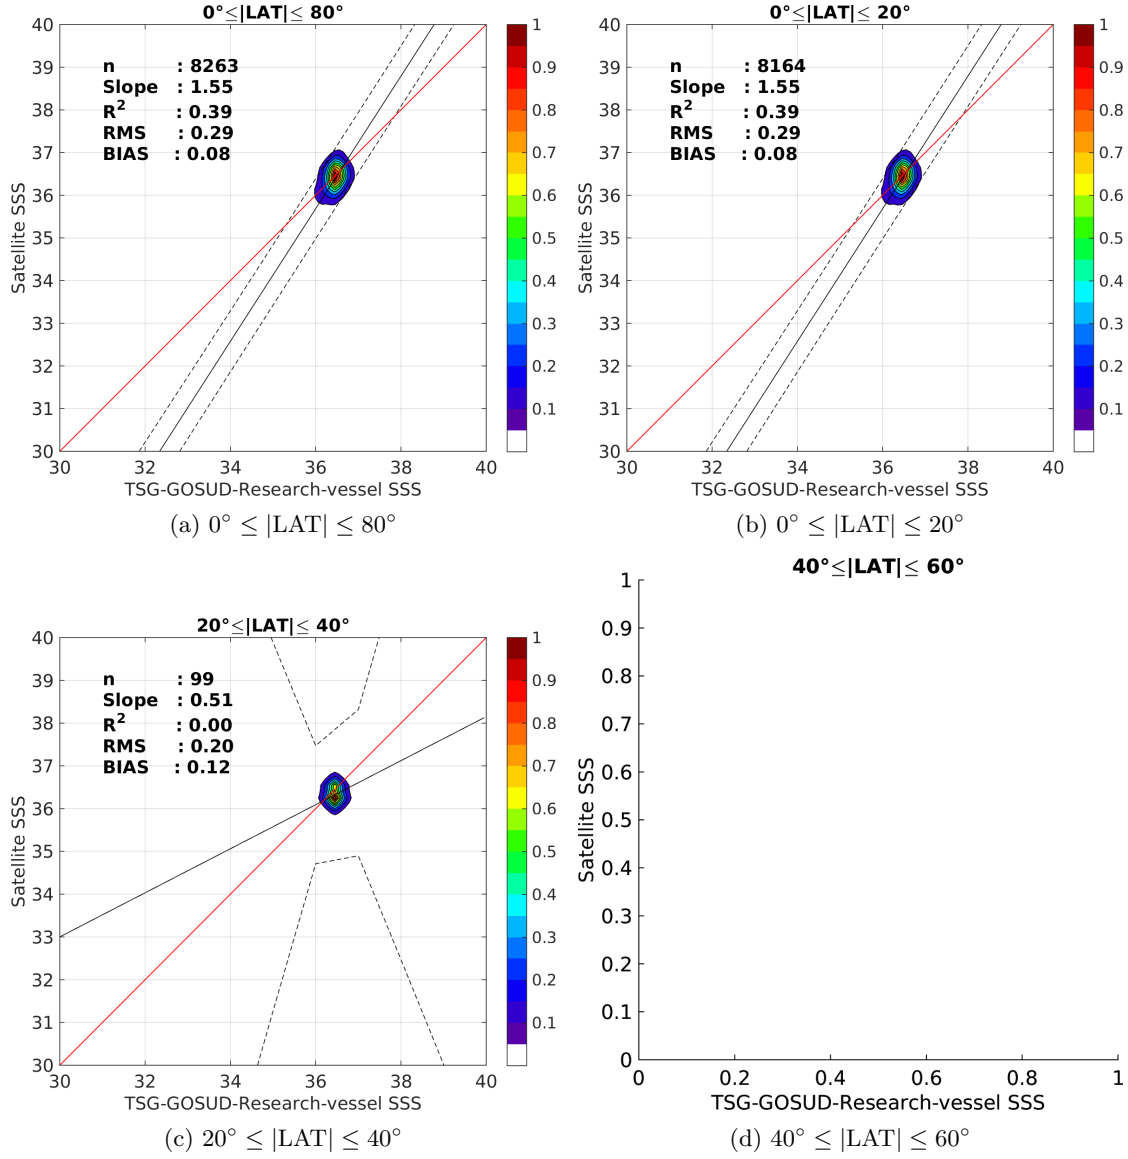 0°≤|LAT|≤ 80°
n : 8263
Slope : 1.55
R² : 0.39
RMS : 0.29
BIAS : 0.08
40
39
38
37
36
35
34
33
32
31
30
Satellite SSS
30 32 34 36 38 40
TSG-GOSUD-Research-vessel SSS
1
0.9
0.8
0.7
0.6
0.5
0.4
0.3
0.2
0.1
(a) 0° ≤ |LAT| ≤ 80°
0°≤|LAT|≤ 20°
n : 8164
Slope : 1.55
R² : 0.39
RMS : 0.29
BIAS : 0.08
40
39
38
37
36
35
34
33
32
31
30
Satellite SSS
30 32 34 36 38 40
TSG-GOSUD-Research-vessel SSS
1
0.9
0.8
0.7
0.6
0.5
0.4
0.3
0.2
0.1
(b) 0° ≤ |LAT| ≤ 20°
20°≤|LAT|≤ 40°
n : 99
Slope : 0.51
R² : 0.00
RMS : 0.20
BIAS : 0.12
40
39
38
37
36
35
34
33
32
31
30
Satellite SSS
30 32 34 36 38 40
TSG-GOSUD-Research-vessel SSS
1
0.9
0.8
0.7
0.6
0.5
0.4
0.3
0.2
0.1
(c) 20° ≤ |LAT| ≤ 40°
40°≤|LAT|≤ 60°
1
0.9
0.8
0.7
0.6
0.5
0.4
0.3
0.2
0.1
0
Satellite SSS
0 0.2 0.4 0.6 0.8 1
TSG-GOSUD-Research-vessel SSS
(d) 40° ≤ |LAT| ≤ 60°